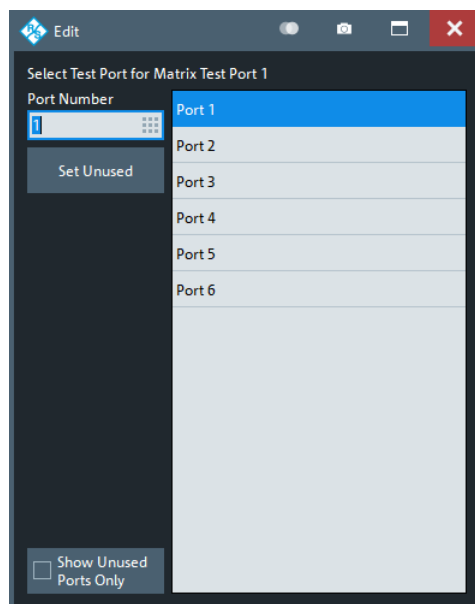 Edit
Select Test Port for Matrix Test Port 1
Port Number
1
Set Unused
Port 1
Port 2
Port 3
Port 4
Port 5
Port 6
Show Unused
Ports Only